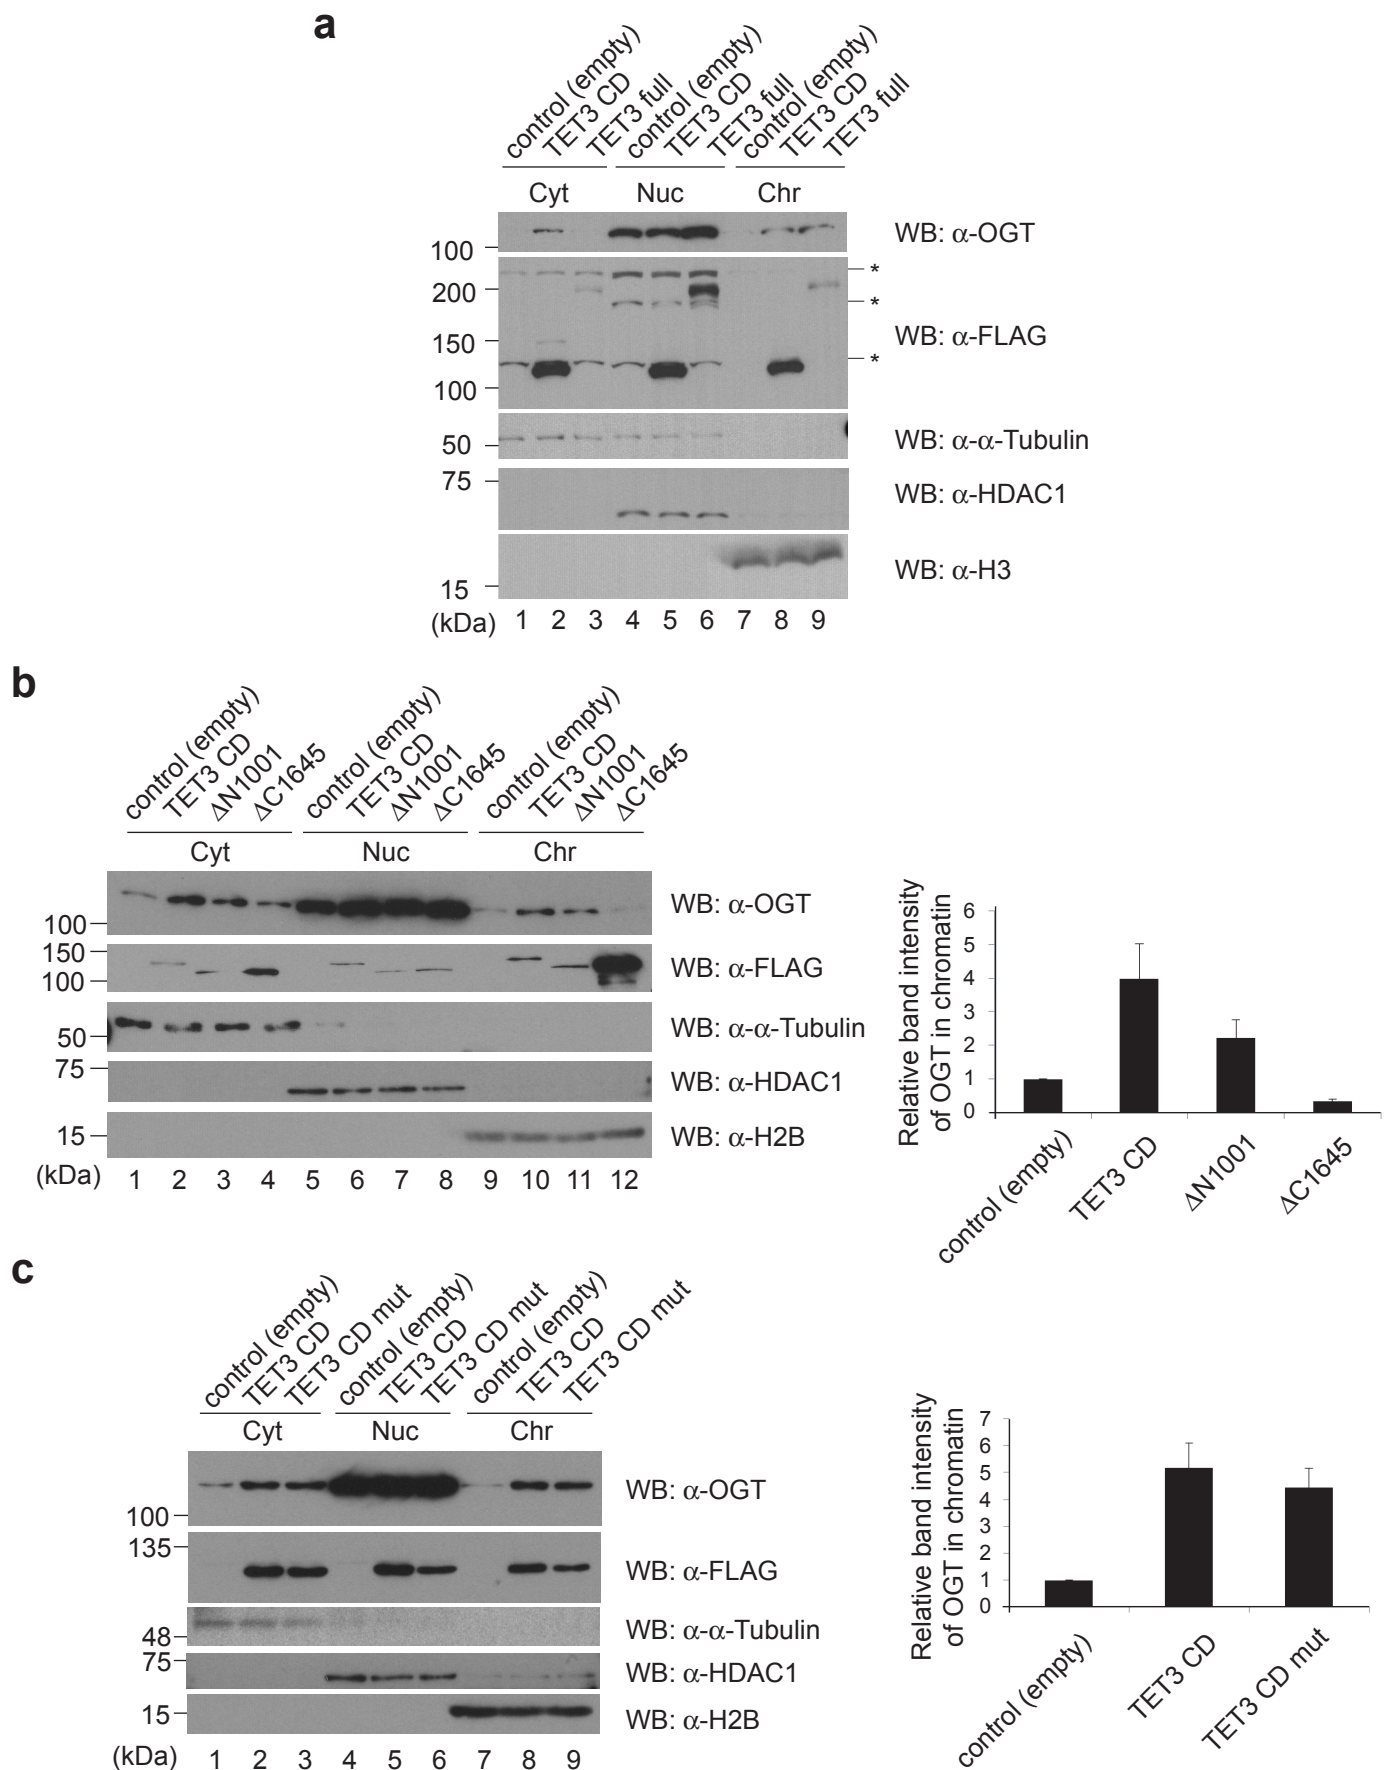 a
control (empty)
TET3 CD
TET3 full
control (empty)
TET3 CD
TET3 full
control (empty)
TET3 CD
TET3 full
Cyt Nuc Chr
100
WB: α-OGT
*
200
*
WB: α-FLAG
150
*
100
WB: α-α-Tubulin
50
75
WB: α-HDAC1
WB: α-H3
15
(kDa) 1 2 3 4 5 6 7 8 9
b
control (empty)
TET3 CD
ΔN1001
ΔC1645
control (empty)
TET3 CD
ΔN1001
ΔC1645
control (empty)
TET3 CD
ΔN1001
ΔC1645
Cyt Nuc Chr
100
WB: α-OGT
150
100
WB: α-FLAG
50
WB: α-α-Tubulin
75
WB: α-HDAC1
15
WB: α-H2B
(kDa) 1 2 3 4 5 6 7 8 9 10 11 12
Relative band intensity
of OGT in chromatin
6
5
4
3
2
1
0
control (empty)
TET3 CD
ΔN1001
ΔC1645
c
control (empty)
TET3 CD
TET3 CD mut
control (empty)
TET3 CD
TET3 CD mut
control (empty)
TET3 CD
TET3 CD mut
Cyt Nuc Chr
WB: α-OGT
100
135
WB: α-FLAG
48
WB: α-α-Tubulin
75
WB: α-HDAC1
15
WB: α-H2B
(kDa) 1 2 3 4 5 6 7 8 9
Relative band intensity
of OGT in chromatin
7
6
5
4
3
2
1
0
control (empty)
TET3 CD
TET3 CD mut